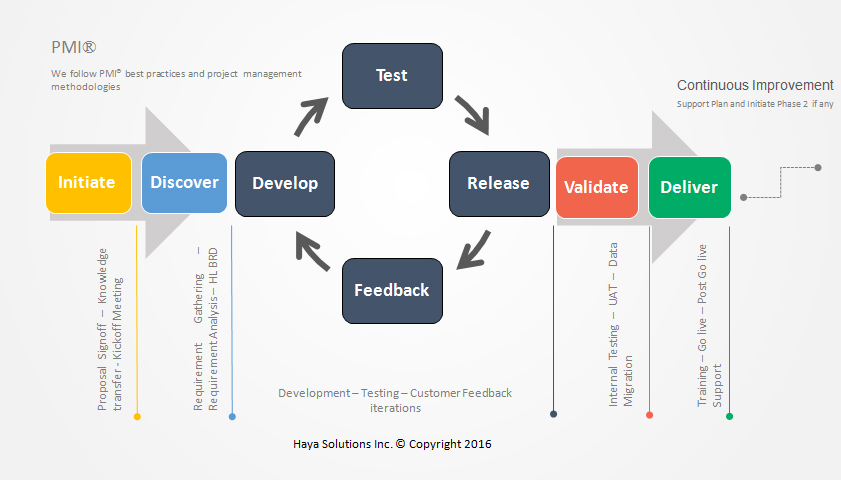 PMI®
We follow PMI® best practices and project management
methodologies
Test
Continuous Improvement
Support Plan and Initiate Phase 2 if any
Initiate
Discover
Develop
Release
Validate
Deliver
Feedback
Proposal Signoff – Knowledge
transfer - Kickoff Meeting
Requirement Gathering –
Requirement Analysis – HL BRD
Internal Testing – UAT – Data
Migration
Training – Go live – Post Go live
Support
Development – Testing – Customer Feedback
iterations
Haya Solutions Inc. © Copyright 2016